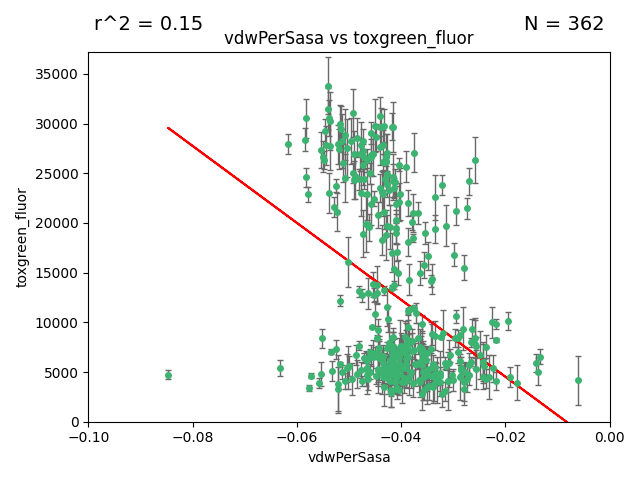 r^2 = 0.15
N = 362
vdwPerSasa vs toxgreen_fluor
toxgreen_fluor
35000
30000
25000
20000
15000
10000
5000
0
−0.10
−0.08
−0.06
−0.04
−0.02
0.00
vdwPerSasa